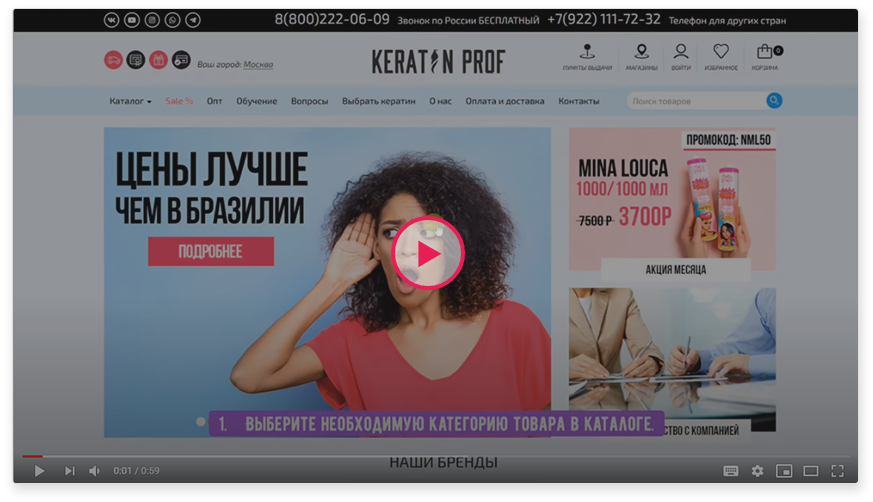 8(800)222-06-09 Звонок по России БЕСПЛАТНЫЙ +7(922) 111-72-32 Телефон для других стран
Ваш город: Москва
KERATIN PROF
ПУНКТЫ ВЫДАЧИ
МАГАЗИНЫ
ВОЙТИ
ИЗБРАННОЕ
0
КОРЗИНА
Каталог Sale % Опт Обучение Вопросы Выбрать кератин О нас Оплата и доставка Контакты Поиск товаров
ЦЕНЫ ЛУЧШЕ
ЧЕМ В БРАЗИЛИИ
ПОДРОБНЕЕ
ПРОМОКОД: NML50
MINA LOUCA
1000/1000 МЛ
7500 Р 3700Р
АКЦИЯ МЕСЯЦА
1. ВЫБЕРИТЕ НЕОБХОДИМУЮ КАТЕГОРИЮ ТОВАРА В КАТАЛОГЕ.
СТВО С КОМПАНИЕЙ
НАШИ БРЕНДЫ
0:01 / 0:59